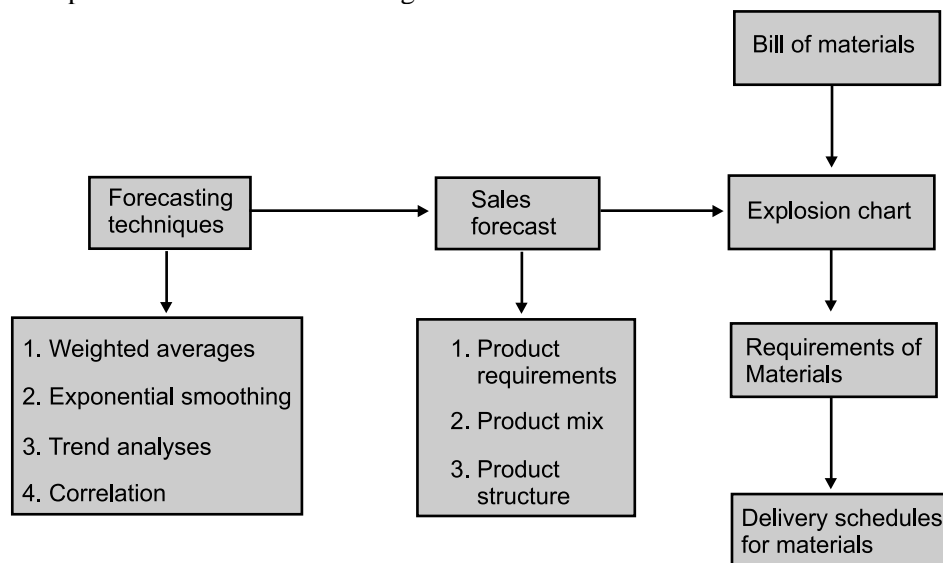 Bill of materials
Forecasting
techniques
Sales
forecast
Explosion chart
1. Weighted averages
2. Exponential smoothing
3. Trend analyses
4. Correlation
1. Product
requirements
2. Product mix
3. Product
structure
Requirements of
Materials
Delivery schedules
for materials